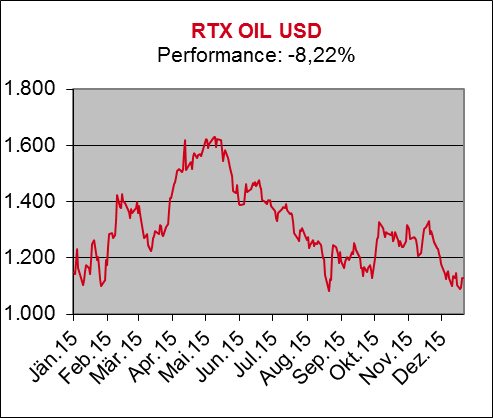 RTX OIL USD
Performance: -8,22%
1.800
1.600
1.400
1.200
1.000
Jän.15
Feb.15
Mär.15
Apr.15
Mai.15
Jun.15
Jul.15
Aug.15
Sep.15
Okt.15
Nov.15
Dez.15